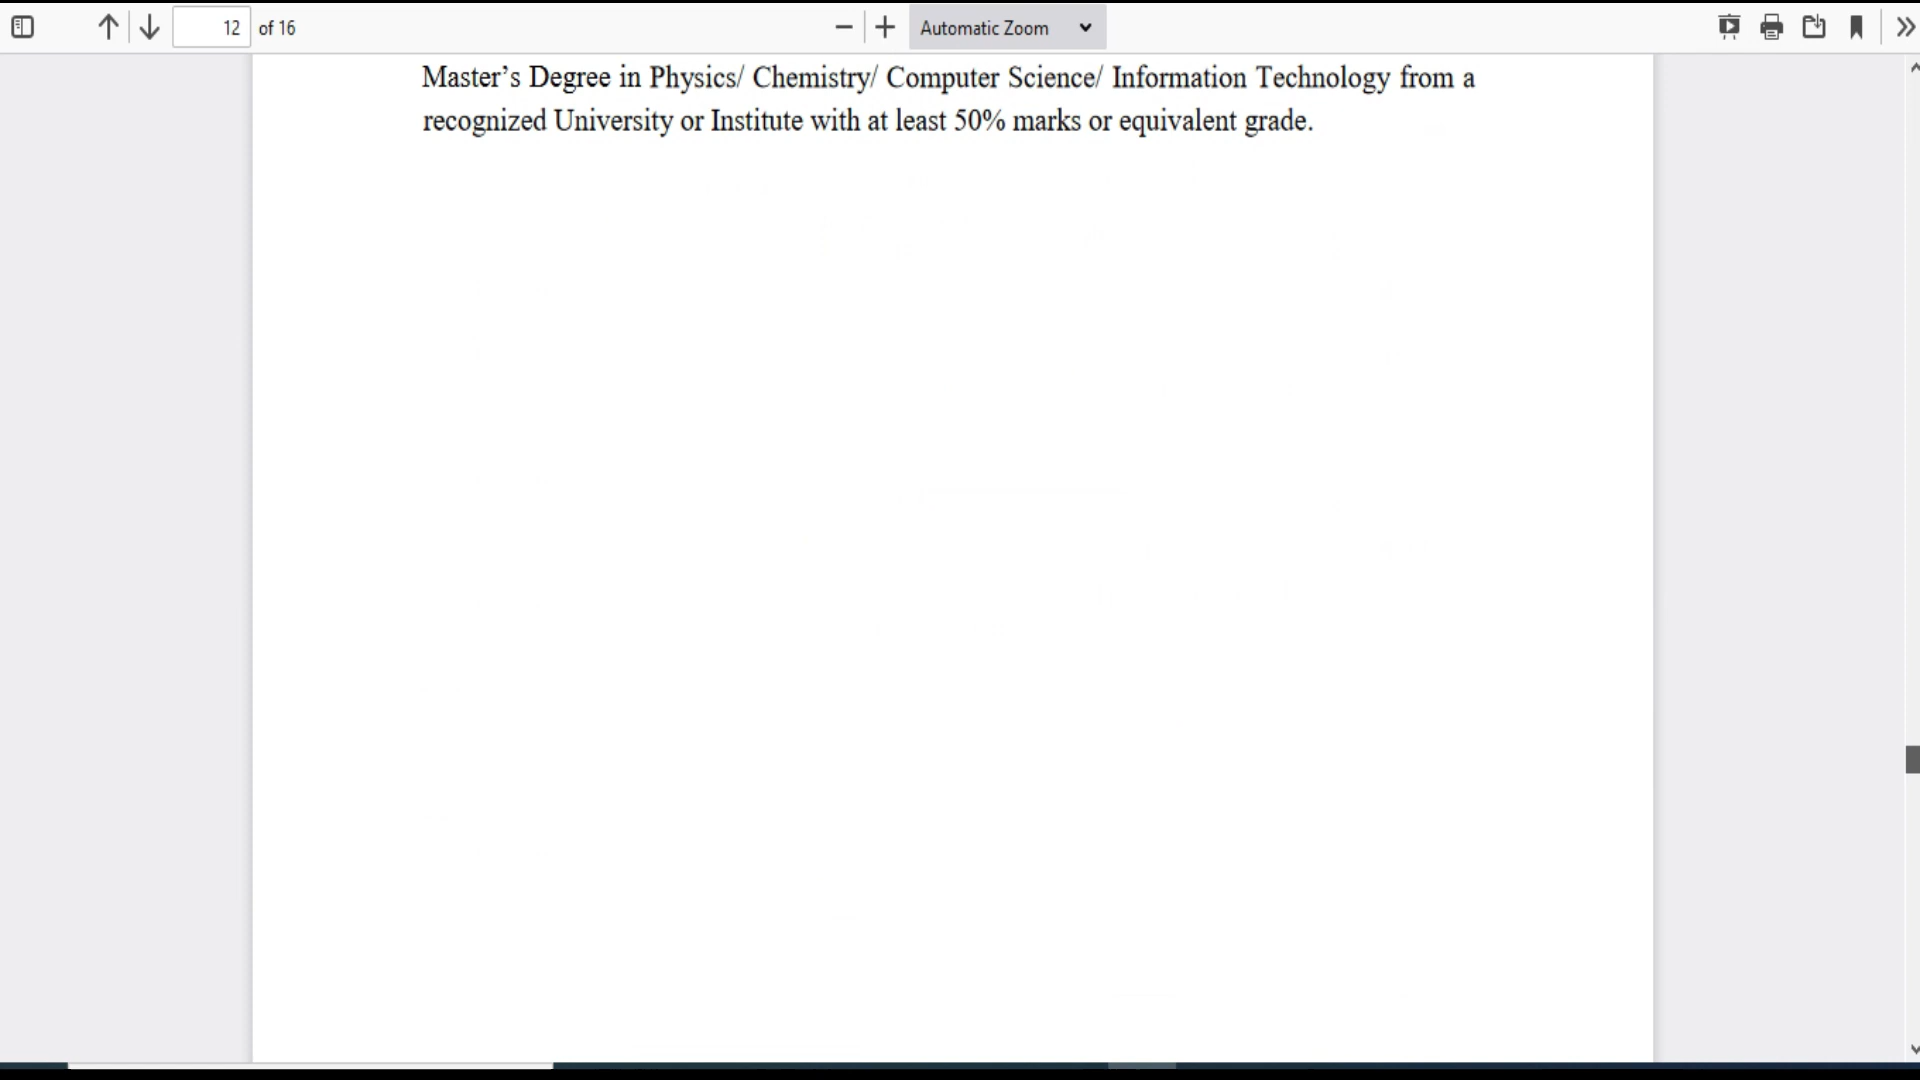 12 of 16
Automatic Zoom
Master’s Degree in Physics/ Chemistry/ Computer Science/ Information Technology from a
recognized University or Institute with at least 50% marks or equivalent grade.